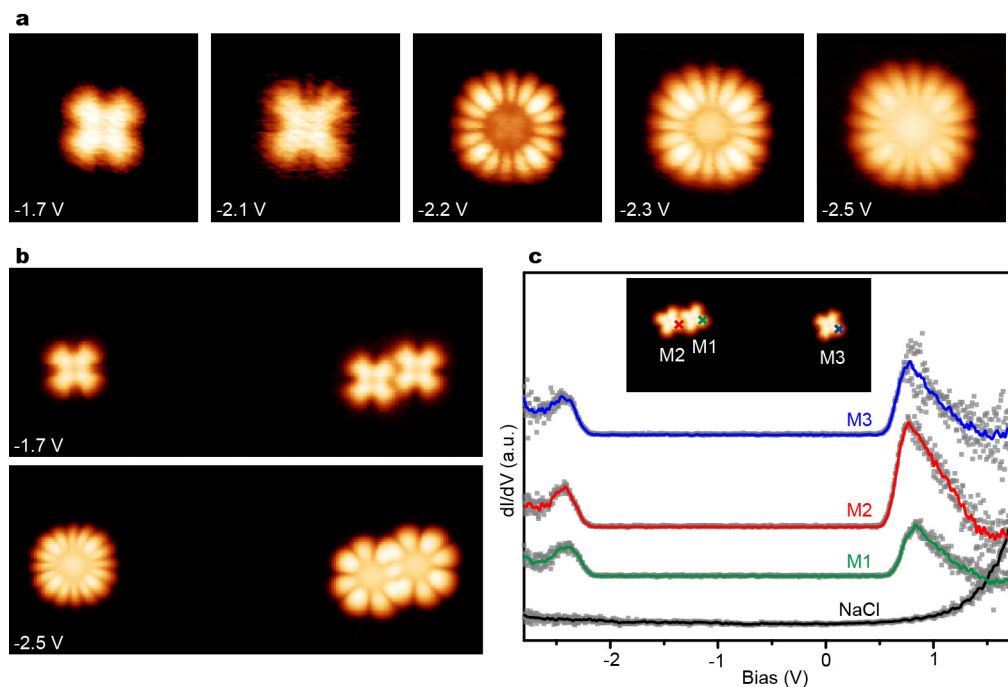 a
-1.7 V
-2.1 V
-2.2 V
-2.3 V
-2.5 V
b
-1.7 V
-2.5 V
c
M2
M1
M3
M3
M2
M1
NaCl
dI/dV (a.u.)
-2
-1
0
1
Bias (V)